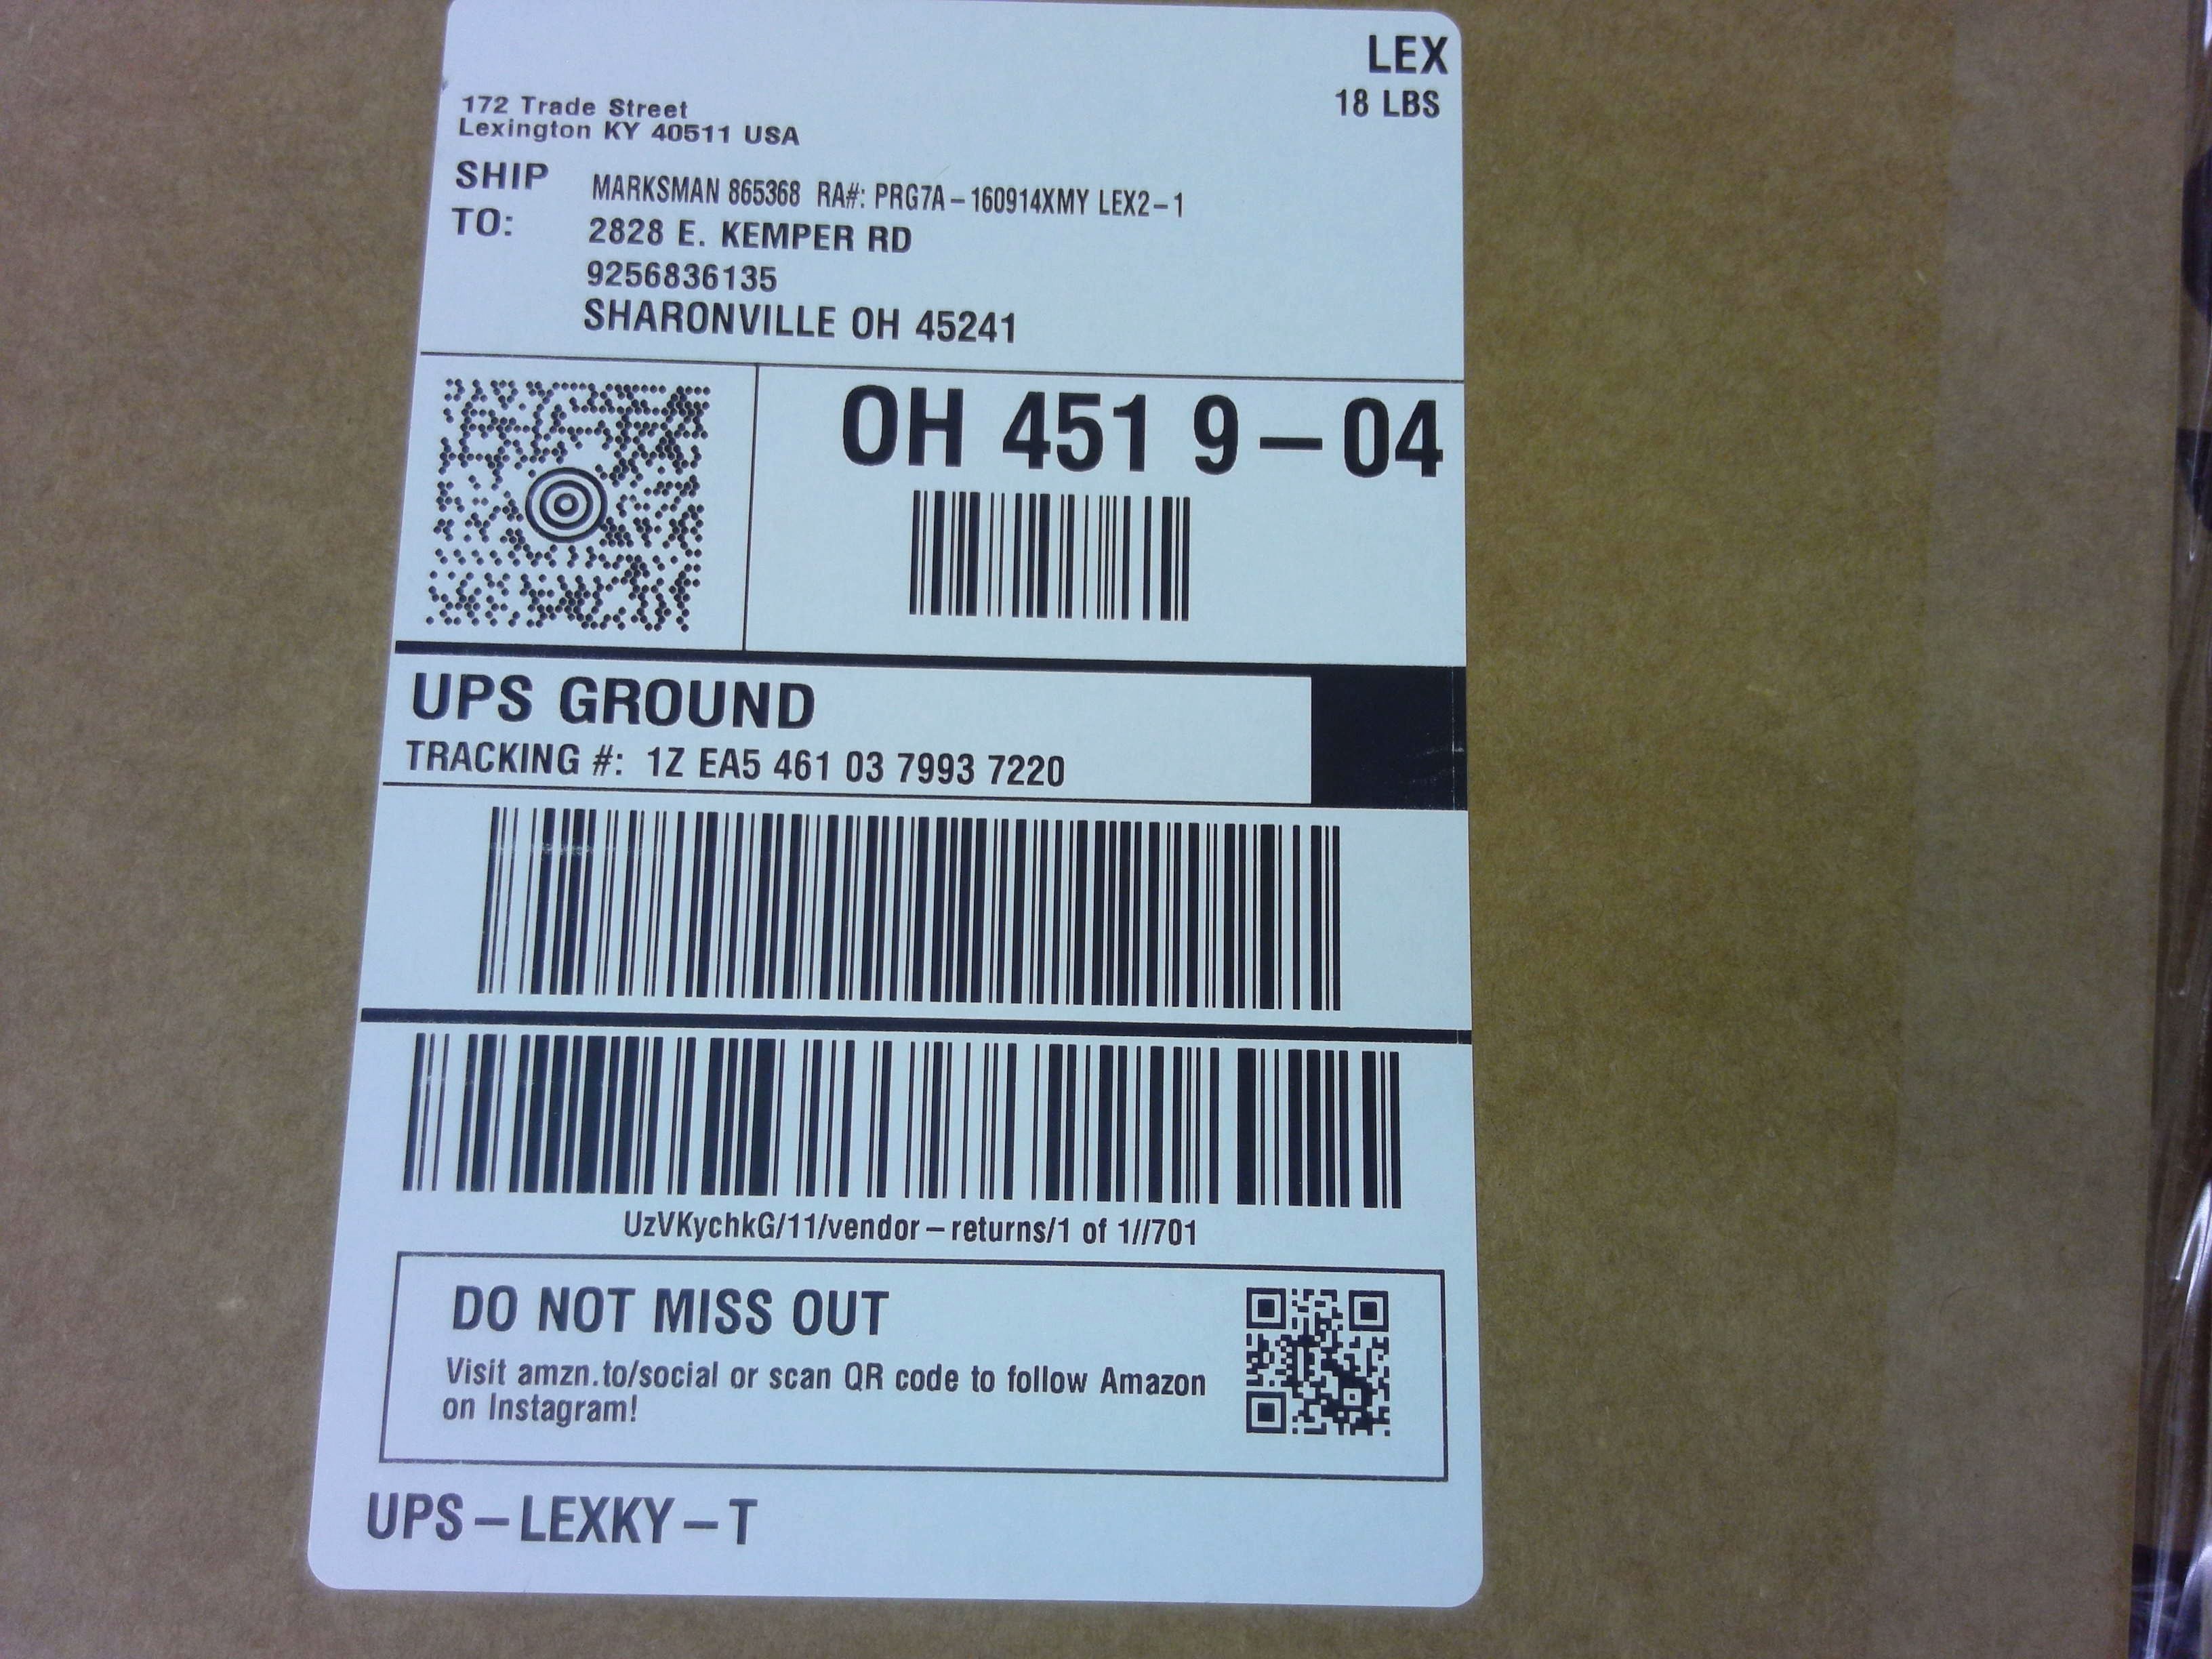 LEX
18 LBS
172 Trade Street
Lexington KY 40511 USA
SHIP
TO:
MARKSMAN 865368 RA#: PRG7A-160914XMY LEX2-1
2828 E. KEMPER RD
9256836135
SHARONVILLE OH 45241
OH 451 9-04
UPS GROUND
TRACKING #: 1Z EA5 461 03 7993 7220
UzVKychkG/11/vendor-returns/1 of 1//701
DO NOT MISS OUT
Visit amzn.to/social or scan QR code to follow Amazon
on Instagram!
UPS-LEXKY-T